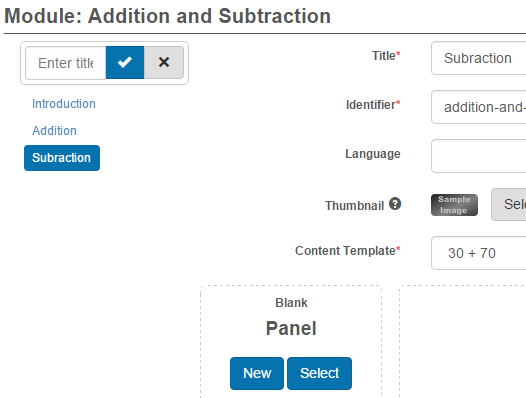 Module: Addition and Subtraction
Enter title
Introduction
Addition
Subraction
Title* Subraction
Identifier* addition-and-
Language
Thumbnail Sample Image Sele
Content Template* 30 + 70
Blank
Panel
New Select